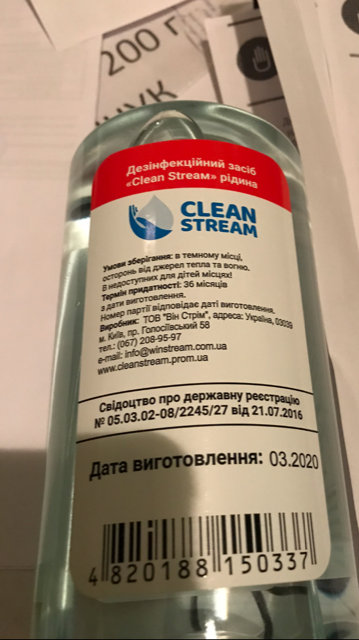 200 г
Дезінфекційний засіб
«Clean Stream» рідина
CLEAN
STREAM
Умови зберігання: в темному місці,
осторонь від джерел тепла та вогню.
В недоступних для дітей місцях!
Термін придатності: 36 місяців
з дати виготовлення.
Номер партії відповідає даті виготовлення.
Виробник: ТОВ "Він Стрім", адреса: Україна, 03039
м. Київ, пр. Голосіївський 58
тел.: (067) 208-95-97
e-mail: info@winstream.com.ua
www.cleanstream.prom.ua
Свідоцтво про державну реєстрацію
№ 05.03.02-08/2245/27 від 21.07.2016
Дата виготовлення: 03.2020
4 820188 150337